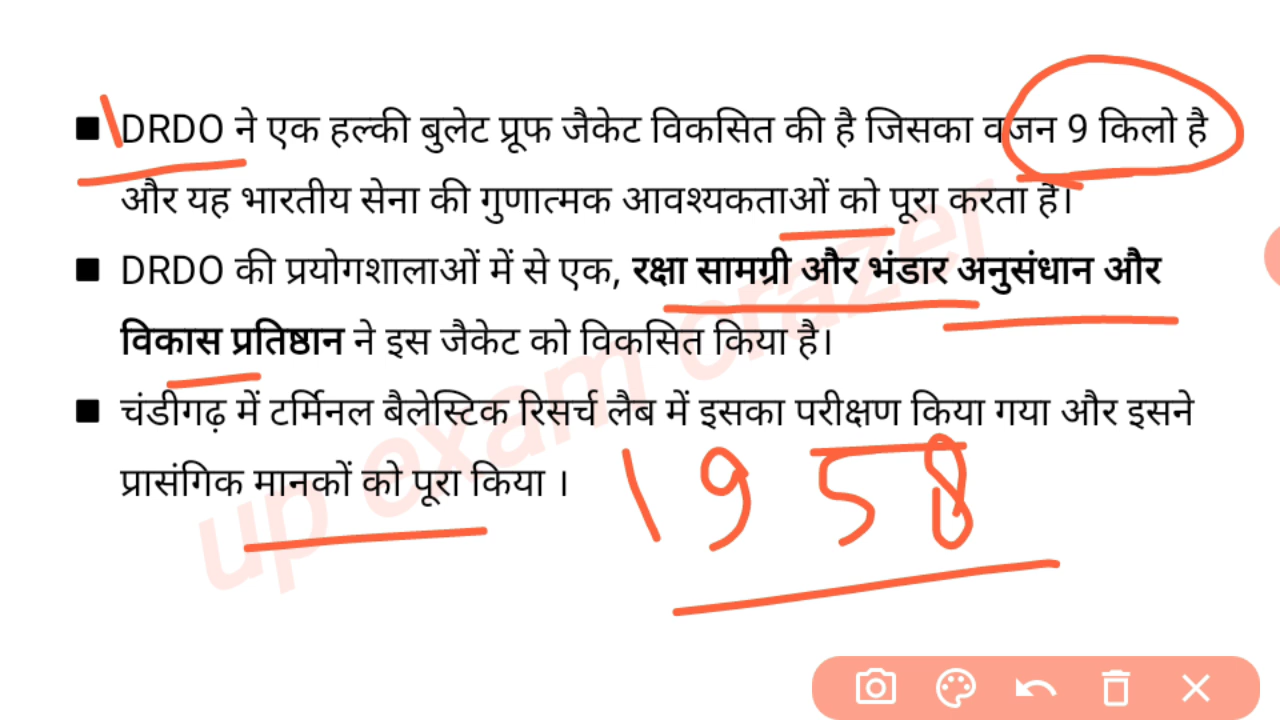 ■ DRDO ने एक हल्की बुलेट प्रूफ जैकेट विकसित की है जिसका वजन 9 किलो है
और यह भारतीय सेना की गुणात्मक आवश्यकताओं को पूरा करता है।
■ DRDO की प्रयोगशालाओं में से एक, रक्षा सामग्री और भंडार अनुसंधान और
विकास प्रतिष्ठान ने इस जैकेट को विकसित किया है।
■ चंडीगढ़ में टर्मिनल बैलेस्टिक रिसर्च लैब में इसका परीक्षण किया गया और इसने
प्रासंगिक मानकों को पूरा किया ।
1958
up exam crazer